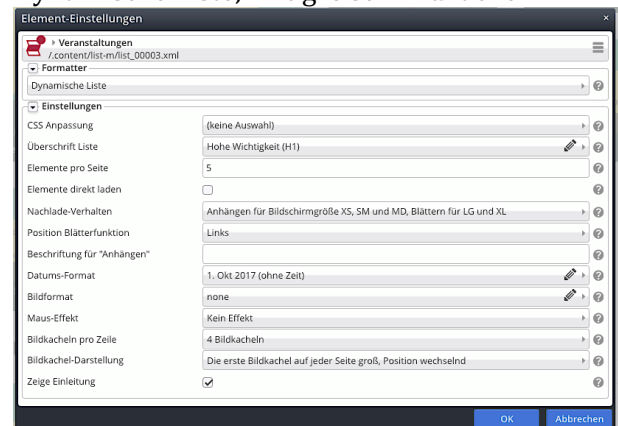 Element-Einstellungen
Veranstaltungen
/.content/list-m/list_00003.xml
Formatter
Dynamische Liste
Einstellungen
CSS Anpassung (keine Auswahl)
Überschrift Liste Hohe Wichtigkeit (H1)
Elemente pro Seite 5
Elemente direkt laden
Nachlade-Verhalten Anhängen für Bildschirmgröße XS, SM und MD, Blättern für LG und XL
Position Blätterfunktion Links
Beschriftung für "Anhängen"
Datums-Format 1. Okt 2017 (ohne Zeit)
Bildformat none
Maus-Effekt Kein Effekt
Bildkacheln pro Zeile 4 Bildkacheln
Bildkachel-Darstellung Die erste Bildkachel auf jeder Seite groß, Position wechselnd
Zeige Einleitung
OK Abbrechen